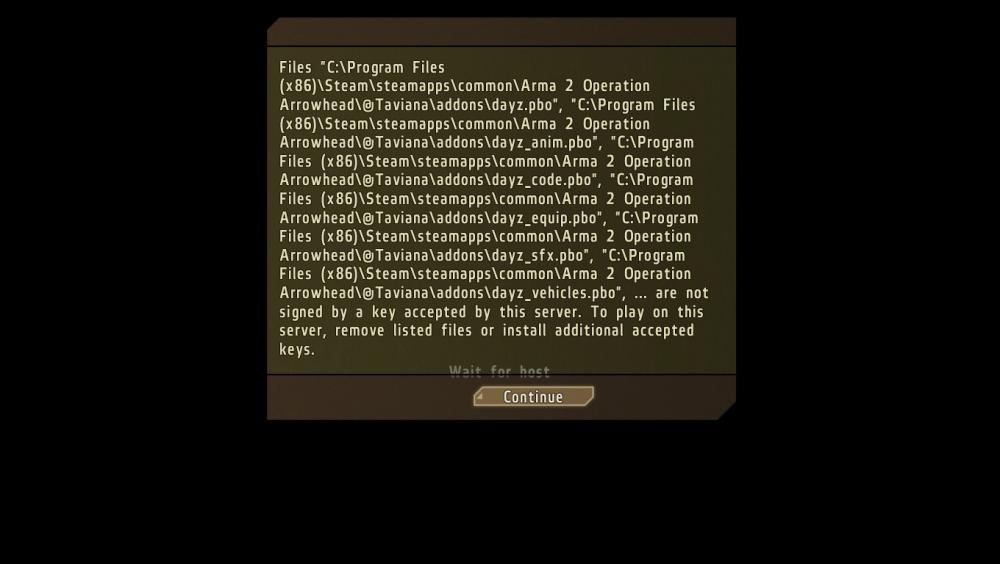 Files "C:\Program Files
(x86)\Steam\steamapps\common\Arma 2 Operation
Arrowhead\@Taviana\addons\dayz.pbo", "C:\Program Files
(x86)\Steam\steamapps\common\Arma 2 Operation
Arrowhead\@Taviana\addons\dayz_anim.pbo", "C:\Program
Files (x86)\Steam\steamapps\common\Arma 2 Operation
Arrowhead\@Taviana\addons\dayz_code.pbo", "C:\Program
Files (x86)\Steam\steamapps\common\Arma 2 Operation
Arrowhead\@Taviana\addons\dayz_equip.pbo", "C:\Program
Files (x86)\Steam\steamapps\common\Arma 2 Operation
Arrowhead\@Taviana\addons\dayz_sfx.pbo", "C:\Program
Files (x86)\Steam\steamapps\common\Arma 2 Operation
Arrowhead\@Taviana\addons\dayz_vehicles.pbo", ... are not
signed by a key accepted by this server. To play on this
server, remove listed files or install additional accepted
keys.
Wait for host
Continue